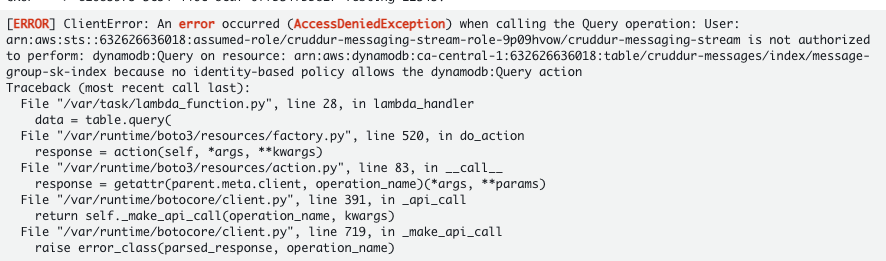 [ERROR] ClientError: An error occurred (AccessDeniedException) when calling the Query operation: User:
arn:aws:sts::632626636018:assumed-role/cruddur-messaging-stream-role-9p09hvow/cruddur-messaging-stream is not authorized
to perform: dynamodb:Query on resource: arn:aws:dynamodb:ca-central-1:632626636018:table/cruddur-messages/index/message-
group-sk-index because no identity-based policy allows the dynamodb:Query action
Traceback (most recent call last):
  File "/var/task/lambda_function.py", line 28, in lambda_handler
    data = table.query(
  File "/var/runtime/boto3/resources/factory.py", line 520, in do_action
    response = action(self, *args, **kwargs)
  File "/var/runtime/boto3/resources/action.py", line 83, in __call__
    response = getattr(parent.meta.client, operation_name)(*args, **params)
  File "/var/runtime/botocore/client.py", line 391, in _api_call
    return self._make_api_call(operation_name, kwargs)
  File "/var/runtime/botocore/client.py", line 719, in _make_api_call
    raise error_class(parsed_response, operation_name)